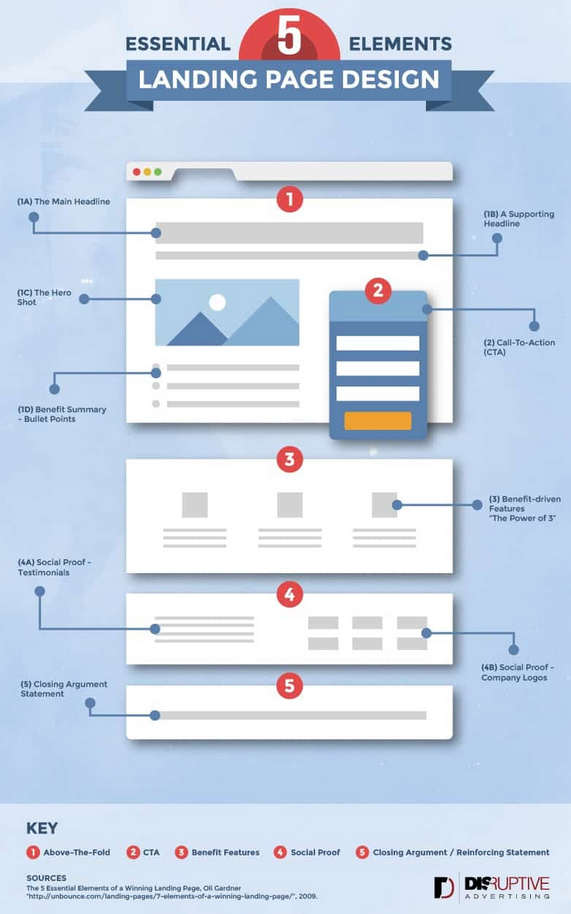 ESSENTIAL 5 ELEMENTS
LANDING PAGE DESIGN
1
(1A) The Main Headline
(1B) A Supporting
Headline
(1C) The Hero
Shot
2
(2) Call-To-Action
(CTA)
(1D) Benefit Summary
- Bullet Points
3
(3) Benefit-driven
Features
"The Power of 3"
(4A) Social Proof -
Testimonials
4
(4B) Social Proof -
Company Logos
(5) Closing Argument
Statement
5
KEY
1 Above-The-Fold 2 CTA 3 Benefit Features 4 Social Proof 5 Closing Argument / Reinforcing Statement
SOURCES
The 5 Essential Elements of a Winning Landing Page, Oli Gardner
"http://unbounce.com/landing-pages/7-elements-of-a-winning-landing-page/", 2009.
DISRUPTIVE
ADVERTISING